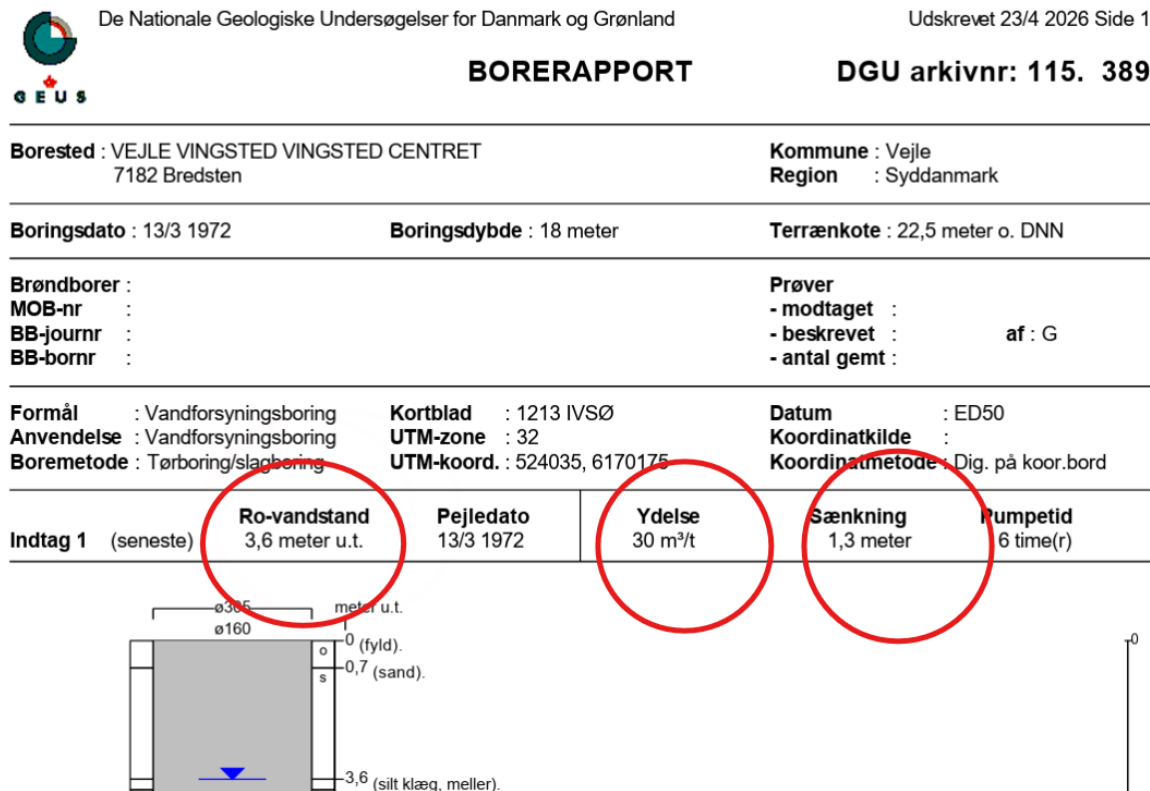 De Nationale Geologiske Undersøgelser for Danmark og Grønland
Udskrevet 23/4 2026 Side 1
GEUS
BORERAPPORT
DGU arkivnr: 115. 389
Borested : VEJLE VINGSTED VINGSTED CENTRET
7182 Bredsten
Kommune : Vejle
Region : Syddanmark
Boringsdato : 13/3 1972
Boringsdybde : 18 meter
Terrænkote : 22,5 meter o. DNN
Brøndborer :
MOB-nr :
BB-journr :
BB-bornr :
Prøver
- modtaget :
- beskrevet : af : G
- antal gemt :
Formål : Vandforsyningsboring
Anvendelse : Vandforsyningsboring
Boremetode : Tørboring/slagboring
Kortblad : 1213 IVSØ
UTM-zone : 32
UTM-koord. : 524035, 6170175
Datum : ED50
Koordinatkilde :
Koordinatmetode : Dig. på koor.bord
Ro-vandstand Pejledato Ydelse Sænkning Pumpetid
Indtag 1 (seneste) 3,6 meter u.t. 13/3 1972 30 m³/t 1,3 meter 6 time(r)
ø305 meter u.t.
ø160
0 (fyld).
o
0,7 (sand).
s
0
3,6 (silt klæg, meller).